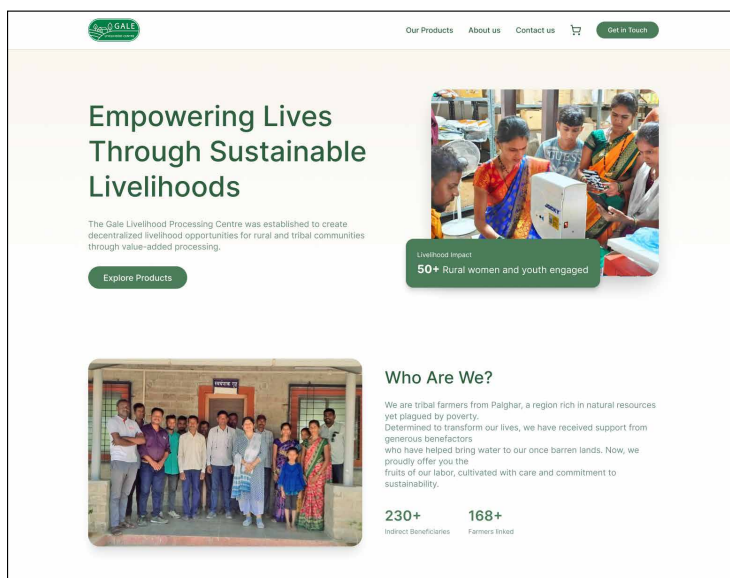 GALE
LIVELIHOOD CENTER
Our Products
About us
Contact us
Get in Touch
Empowering Lives
Through Sustainable
Livelihoods
The Gale Livelihood Processing Centre was established to create
decentralized livelihood opportunities for rural and tribal communities
through value-added processing.
Explore Products
GUESS
Livelihood Impact
50+ Rural women and youth engaged
Who Are We?
We are tribal farmers from Palghar, a region rich in natural resources
yet plagued by poverty.
Determined to transform our lives, we have received support from
generous benefactors
who have helped bring water to our once barren lands. Now, we
proudly offer you the
fruits of our labor, cultivated with care and commitment to
sustainability.
230+
Indirect Beneficiaries
168+
Farmers linked